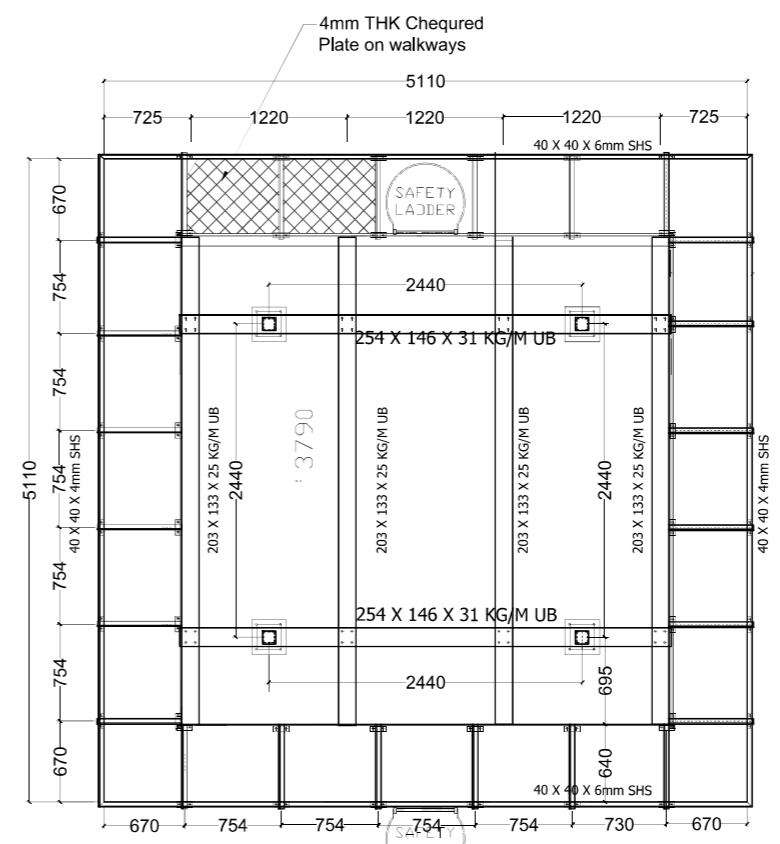 4mm THK Chequred
Plate on walkways
5110
725 1220 1220 1220 725
40 X 40 X 6mm SHS
SAFETY
LADDER
670
754
754
754
754
754
670
5110
40 X 40 X 4mm SHS
2440
254 X 146 X 31 KG/M UB
203 X 133 X 25 KG/M UB
2440
3790
203 X 133 X 25 KG/M UB
203 X 133 X 25 KG/M UB
2440
203 X 133 X 25 KG/M UB
40 X 40 X 4mm SHS
254 X 146 X 31 KG/M UB
2440
695
640
40 X 40 X 6mm SHS
670 754 754 754 754 730 670
SAFETY